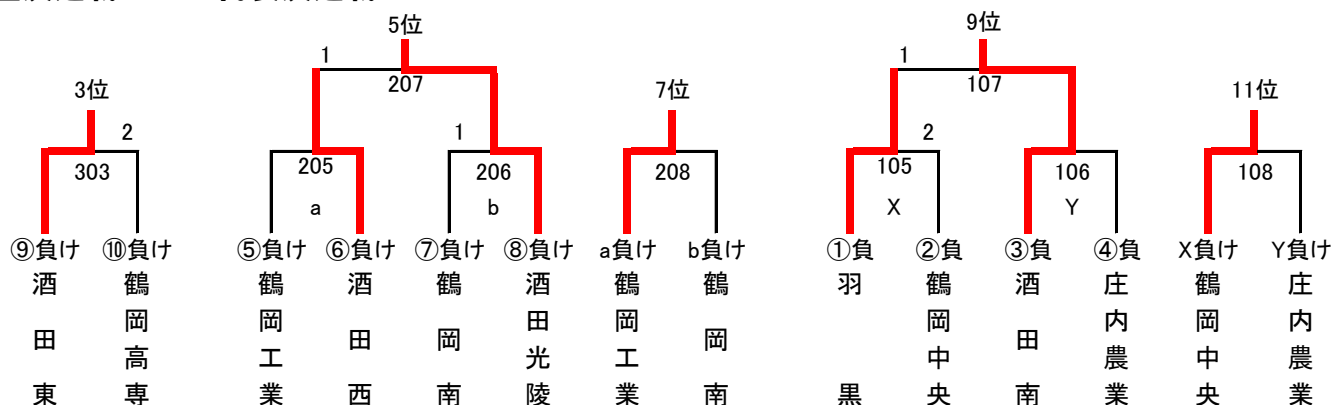 5位
9位
1
1
207
107
3位
7位
11位
2
1
2
303
205
206
208
105
106
108
a
b
X
Y
⑨負け
⑩負け
⑤負け
⑥負け
⑦負け
⑧負け
a負け
b負け
①負
②負
③負
④負
X負け
Y負け
酒田東
鶴岡高専
鶴岡工業
酒田西
鶴岡南
酒田光陵
鶴岡工業
鶴岡南
羽黒
鶴岡中央
酒田南
庄内農業
鶴岡中央
庄内農業